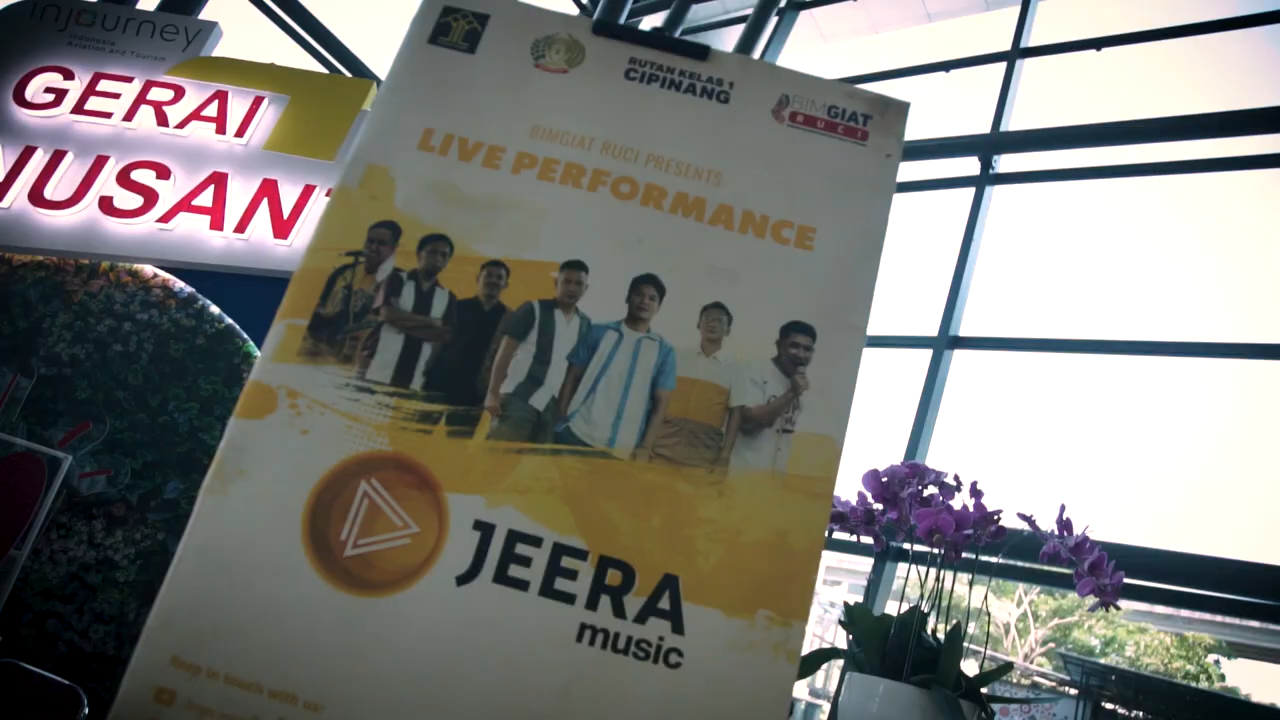 injourney
Indonesia
Aviation and Tourism
GERAI
NUSANT
RUTAN KELAS 1
CIPINANG
BIMGIAT
RUCI
BIMGIAT RUCI PRESENTS
LIVE PERFORMANCE
JEERA
music
Keep in touch with us: